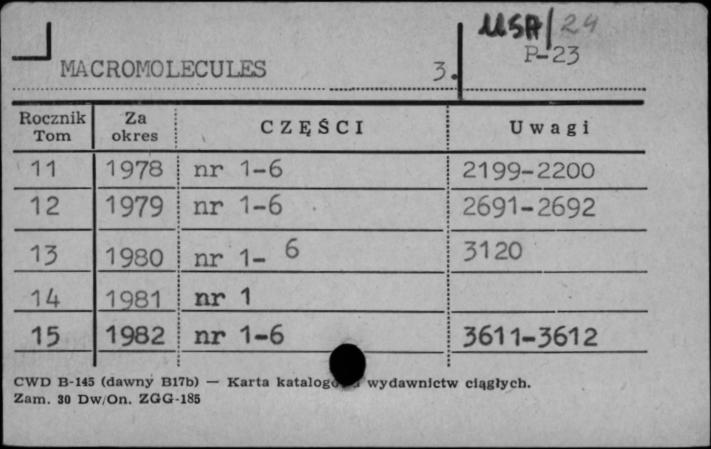 USA/24
P-23
MACROMOLECULES 3.
Rocznik Tom Za okres CZĘŚCI Uwagi
11 1978 nr 1-6 2199-2200
12 1979 nr 1-6 2691-2692
13 1980 nr 1- 6 3120
14 1981 nr 1
15 1982 nr 1-6 3611-3612
CWD B-145 (dawny B17b) — Karta wydawnictw ciągłych.
Zam. 30 Dw/On. ZGG-185